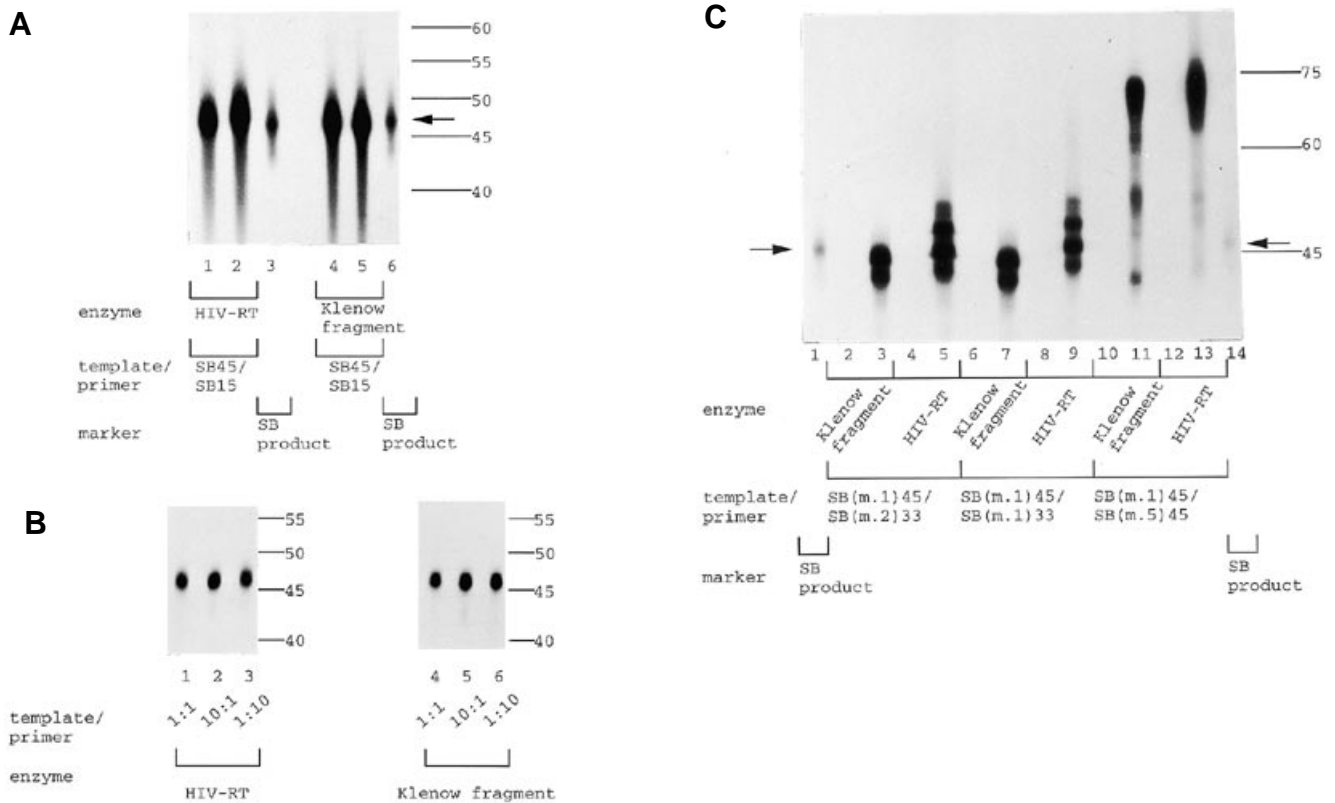 A
60
55
50
45
40
1 2 3 4 5 6
enzyme HIV-RT Klenow fragment
template/ primer SB45/ SB15 SB45/ SB15
marker SB product SB product
B
55
50
45
40
55
50
45
40
1 2 3 4 5 6
template/ primer 1:1 10:1 1:10 1:1 10:1 1:10
enzyme HIV-RT Klenow fragment
C
75
60
45
1 2 3 4 5 6 7 8 9 10 11 12 13 14
enzyme Klenow fragment HIV-RT Klenow fragment HIV-RT Klenow fragment HIV-RT
template/ SB(m.1)45/ SB(m.1)45/ SB(m.1)45/
primer SB(m.2)33 SB(m.1)33 SB(m.5)45
marker SB product SB product